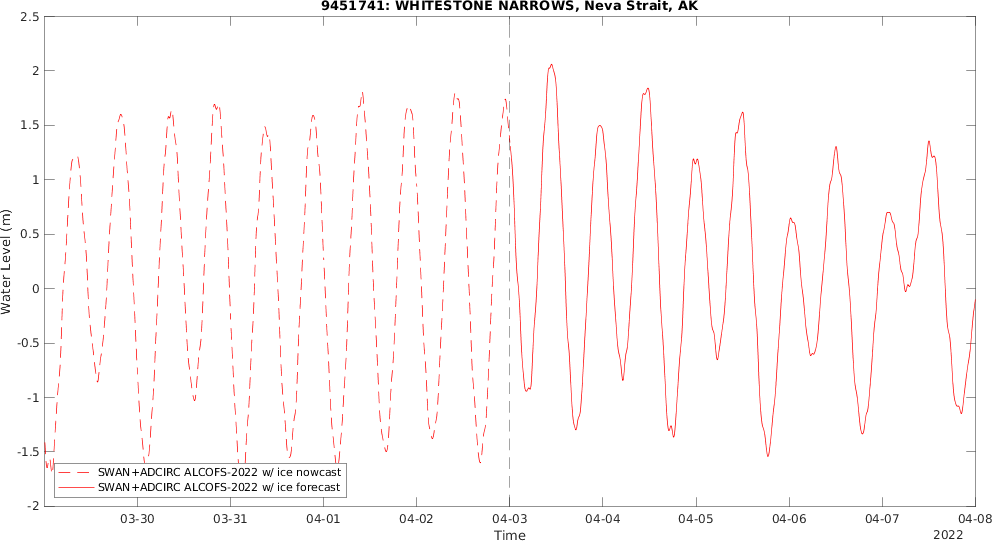 9451741: WHITESTONE NARROWS, Neva Strait, AK
2.5
2
1.5
1
0.5
0
-0.5
-1
-1.5
-2
Water Level (m)
SWAN+ADCIRC ALCOFS-2022 w/ ice nowcast
SWAN+ADCIRC ALCOFS-2022 w/ ice forecast
03-30 03-31 04-01 04-02 04-03 04-04 04-05 04-06 04-07 04-08
Time
2022